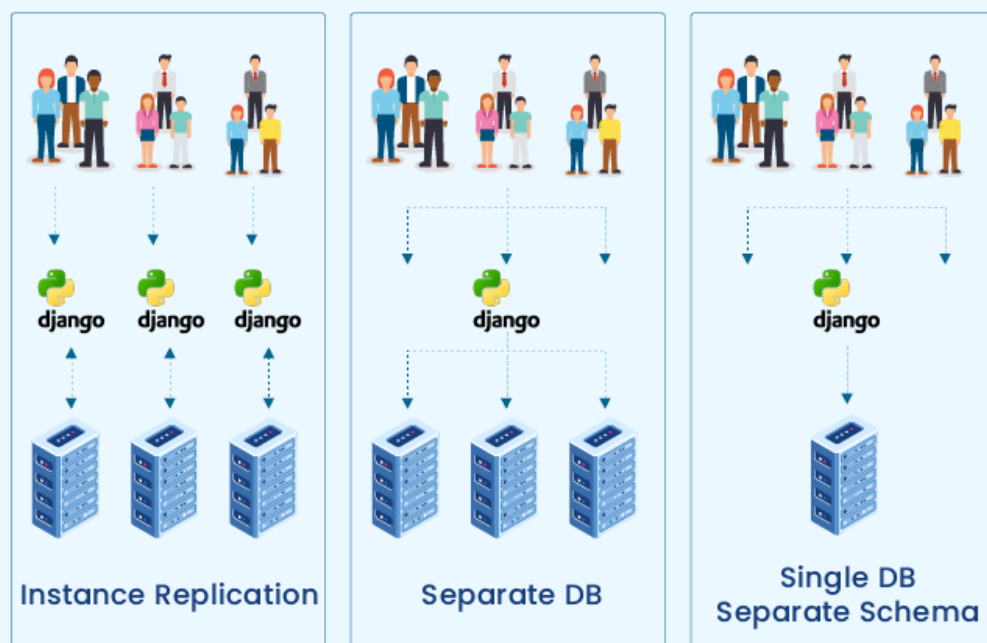 django
django
django
Instance Replication
django
Separate DB
django
Single DB
Separate Schema